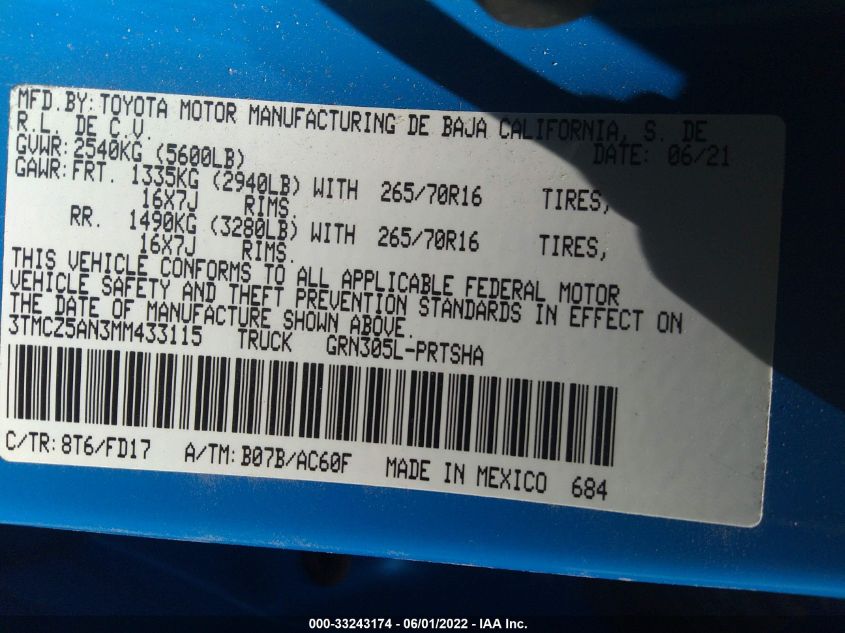 MFD.BY:TOYOTA MOTOR MANUFACTURING DE BAJA CALIFORNIA, S. DE
R.L. DE C.V. DATE: 06/21
GVWR:2540KG (5600LB)
GAWR:FRT. 1335KG (2940LB) WITH 265/70R16 TIRES,
16X7J RIMS.
RR. 1490KG (3280LB) WITH 265/70R16 TIRES,
16X7J RIMS.
THIS VEHICLE CONFORMS TO ALL APPLICABLE FEDERAL MOTOR
VEHICLE SAFETY AND THEFT PREVENTION STANDARDS IN EFFECT ON
THE DATE OF MANUFACTURE SHOWN ABOVE.
3TMCZ5AN3MM433115 TRUCK GRN305L-PRTSHA
C/TR:8T6/FD17 A/TM:B07B/AC60F MADE IN MEXICO 684
000-33243174 - 06/01/2022 - IAA Inc.